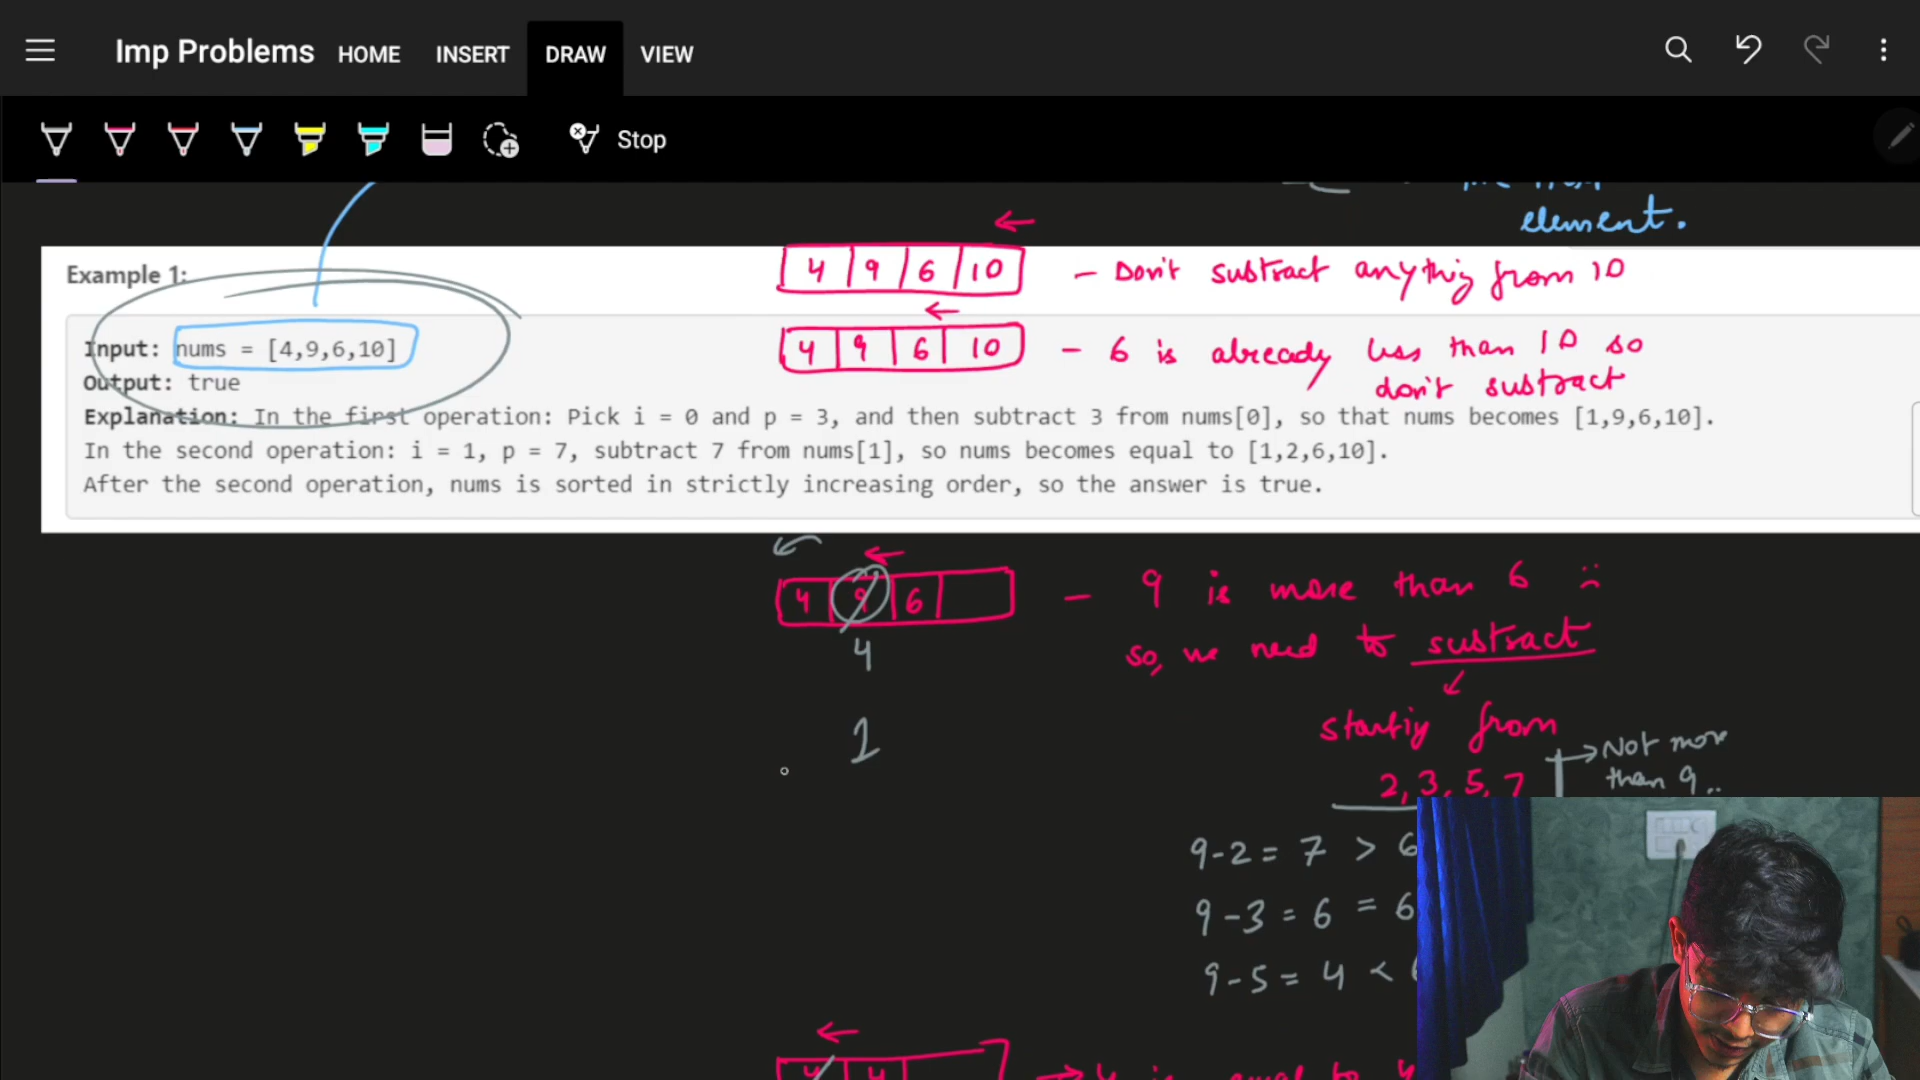 Imp Problems HOME INSERT DRAW VIEW
Stop
element.
4 9 6 10 - Don't subtract anything from 10
Example 1:
4 9 6 10 - 6 is already less than 10 so
don't subtract
Input: nums = [4,9,6,10]
Output: true
Explanation: In the first operation: Pick i = 0 and p = 3, and then subtract 3 from nums[0], so that nums becomes [1,9,6,10].
In the second operation: i = 1, p = 7, subtract 7 from nums[1], so nums becomes equal to [1,2,6,10].
After the second operation, nums is sorted in strictly increasing order, so the answer is true.
4 9 6 - 9 is more than 6
4
so, we need to substract
1
startiy from
2, 3, 5, 7
Not more
than 9..
9-2 = 7 > 6
9-3 = 6 = 6
9-5 = 4 <
4 4